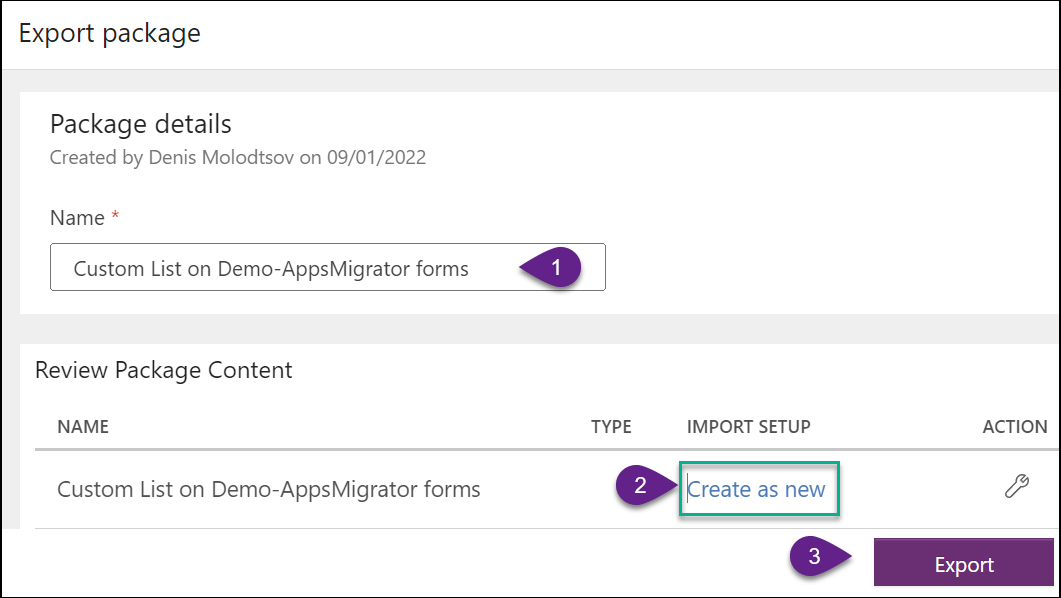 Export package
Package details
Created by Denis Molodtsov on 09/01/2022
Name *
Custom List on Demo-AppsMigrator forms 1
Review Package Content
NAME TYPE IMPORT SETUP ACTION
Custom List on Demo-AppsMigrator forms 2 Create as new
3 Export